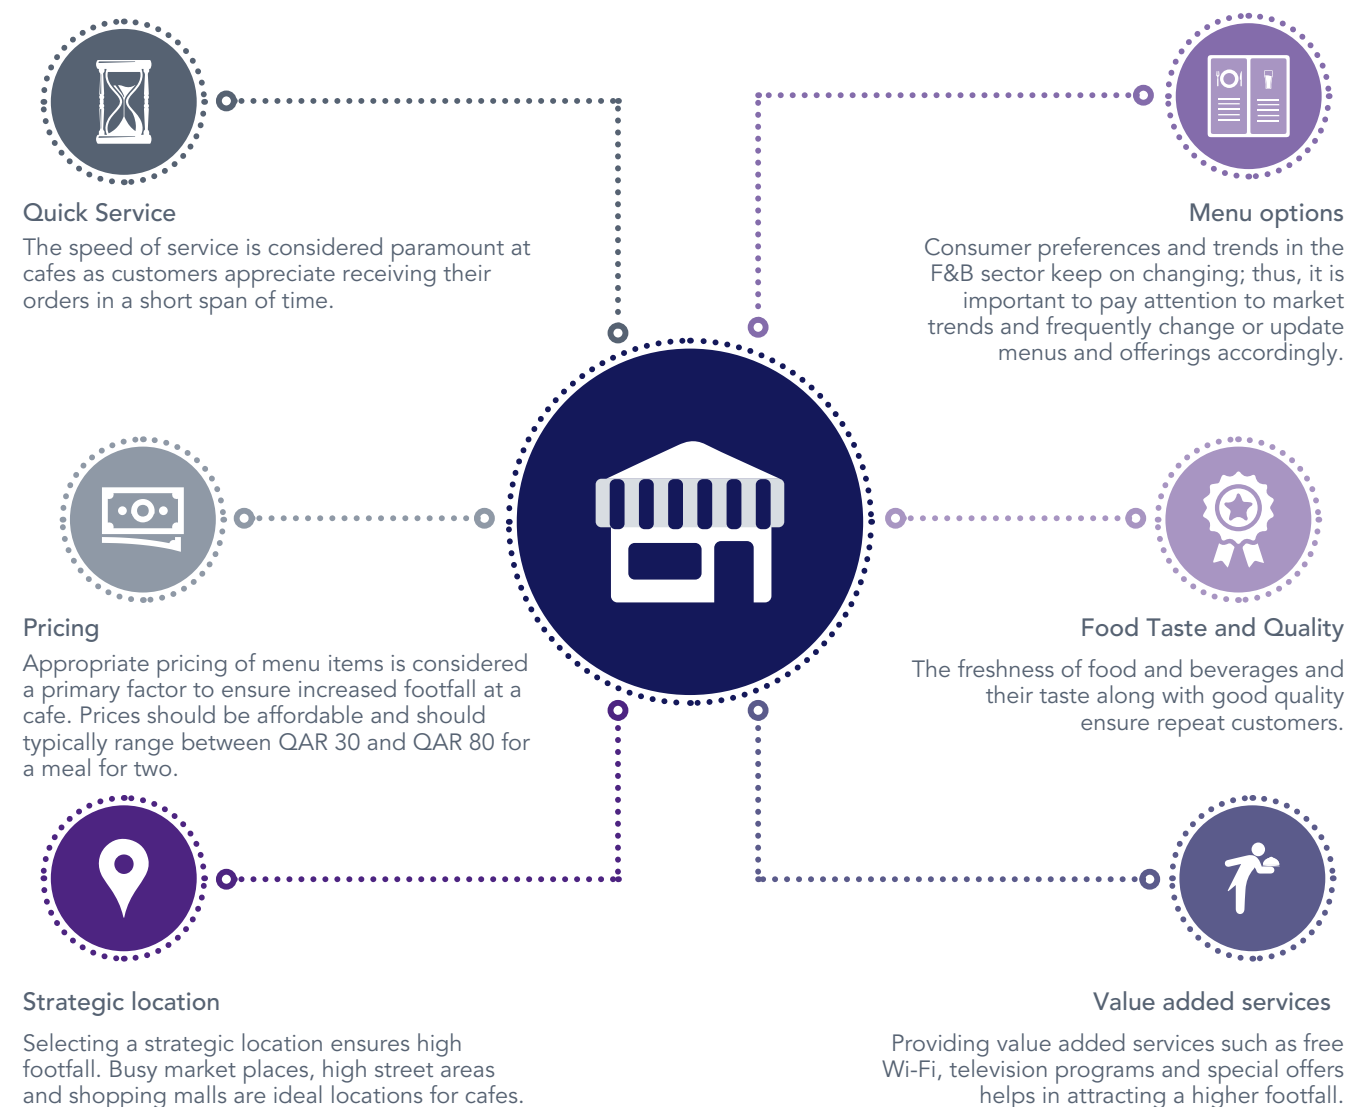 Quick Service
The speed of service is considered paramount at
cafes as customers appreciate receiving their
orders in a short span of time.
Menu options
Consumer preferences and trends in the
F&B sector keep on changing; thus, it is
important to pay attention to market
trends and frequently change or update
menus and offerings accordingly.
Pricing
Appropriate pricing of menu items is considered
a primary factor to ensure increased footfall at a
cafe. Prices should be affordable and should
typically range between QAR 30 and QAR 80 for
a meal for two.
Food Taste and Quality
The freshness of food and beverages and
their taste along with good quality
ensure repeat customers.
Strategic location
Selecting a strategic location ensures high
footfall. Busy market places, high street areas
and shopping malls are ideal locations for cafes.
Value added services
Providing value added services such as free
Wi-Fi, television programs and special offers
helps in attracting a higher footfall.